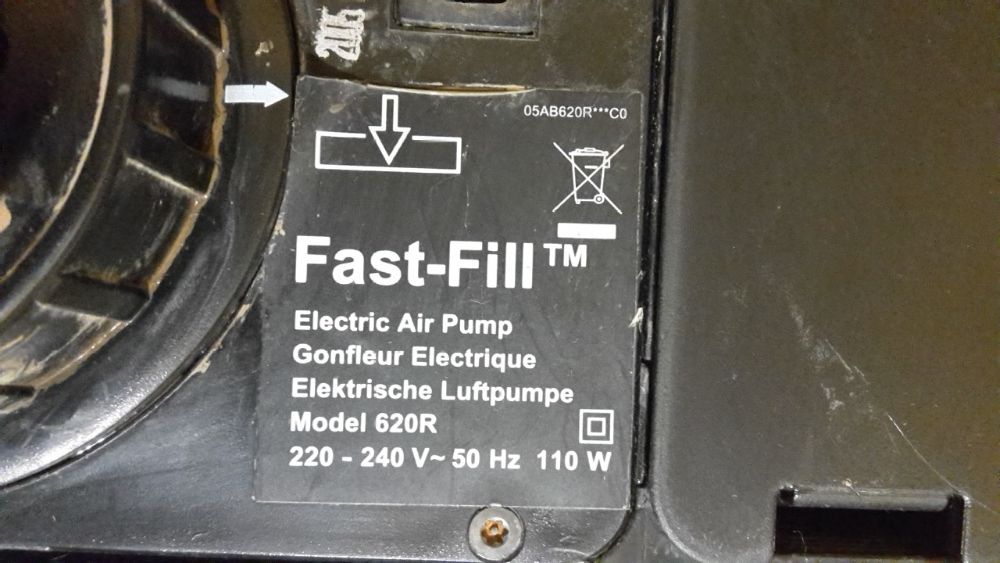 05AB620R***C0
Fast-Fill™
Electric Air Pump
Gonfleur Electrique
Elektrische Luftpumpe
Model 620R
220 - 240 V~ 50 Hz 110 W